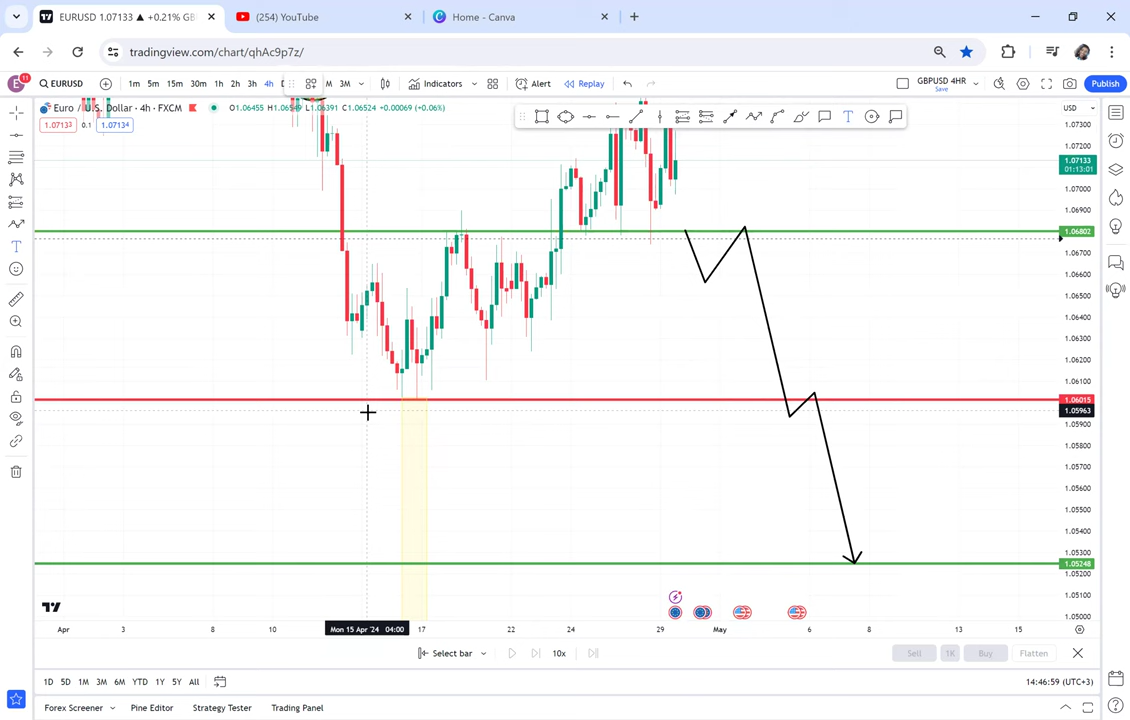 EURUSD 1.07133 ▲ +0.21% GB
(254) YouTube
Home - Canva
tradingview.com/chart/qhAc9p7z/
11
EURUSD
1m 5m 15m 30m 1h 2h 3h 4h
M 3M
Indicators
Alert
Replay
GBPUSD 4HR
Save
Publish
Euro / U.S. Dollar · 4h · FXCM
1.07133 0.1 1.07134
USD
1.07300
1.07200
1.07133
01:13:01
1.07000
1.06900
1.06802
1.06700
1.06600
1.06500
1.06400
1.06300
1.06200
1.06100
1.06015
1.05963
1.05900
1.05800
1.05700
1.05600
1.05500
1.05400
1.05300
1.05248
1.05200
1.05100
1.05000
Apr 3 8 10 Mon 15 Apr '24 04:00 17 22 24 29 May 6 8 13 15
Select bar 10x
Sell 1K Buy Flatten
1D 5D 1M 3M 6M YTD 1Y 5Y All
14:46:59 (UTC+3)
Forex Screener Pine Editor Strategy Tester Trading Panel